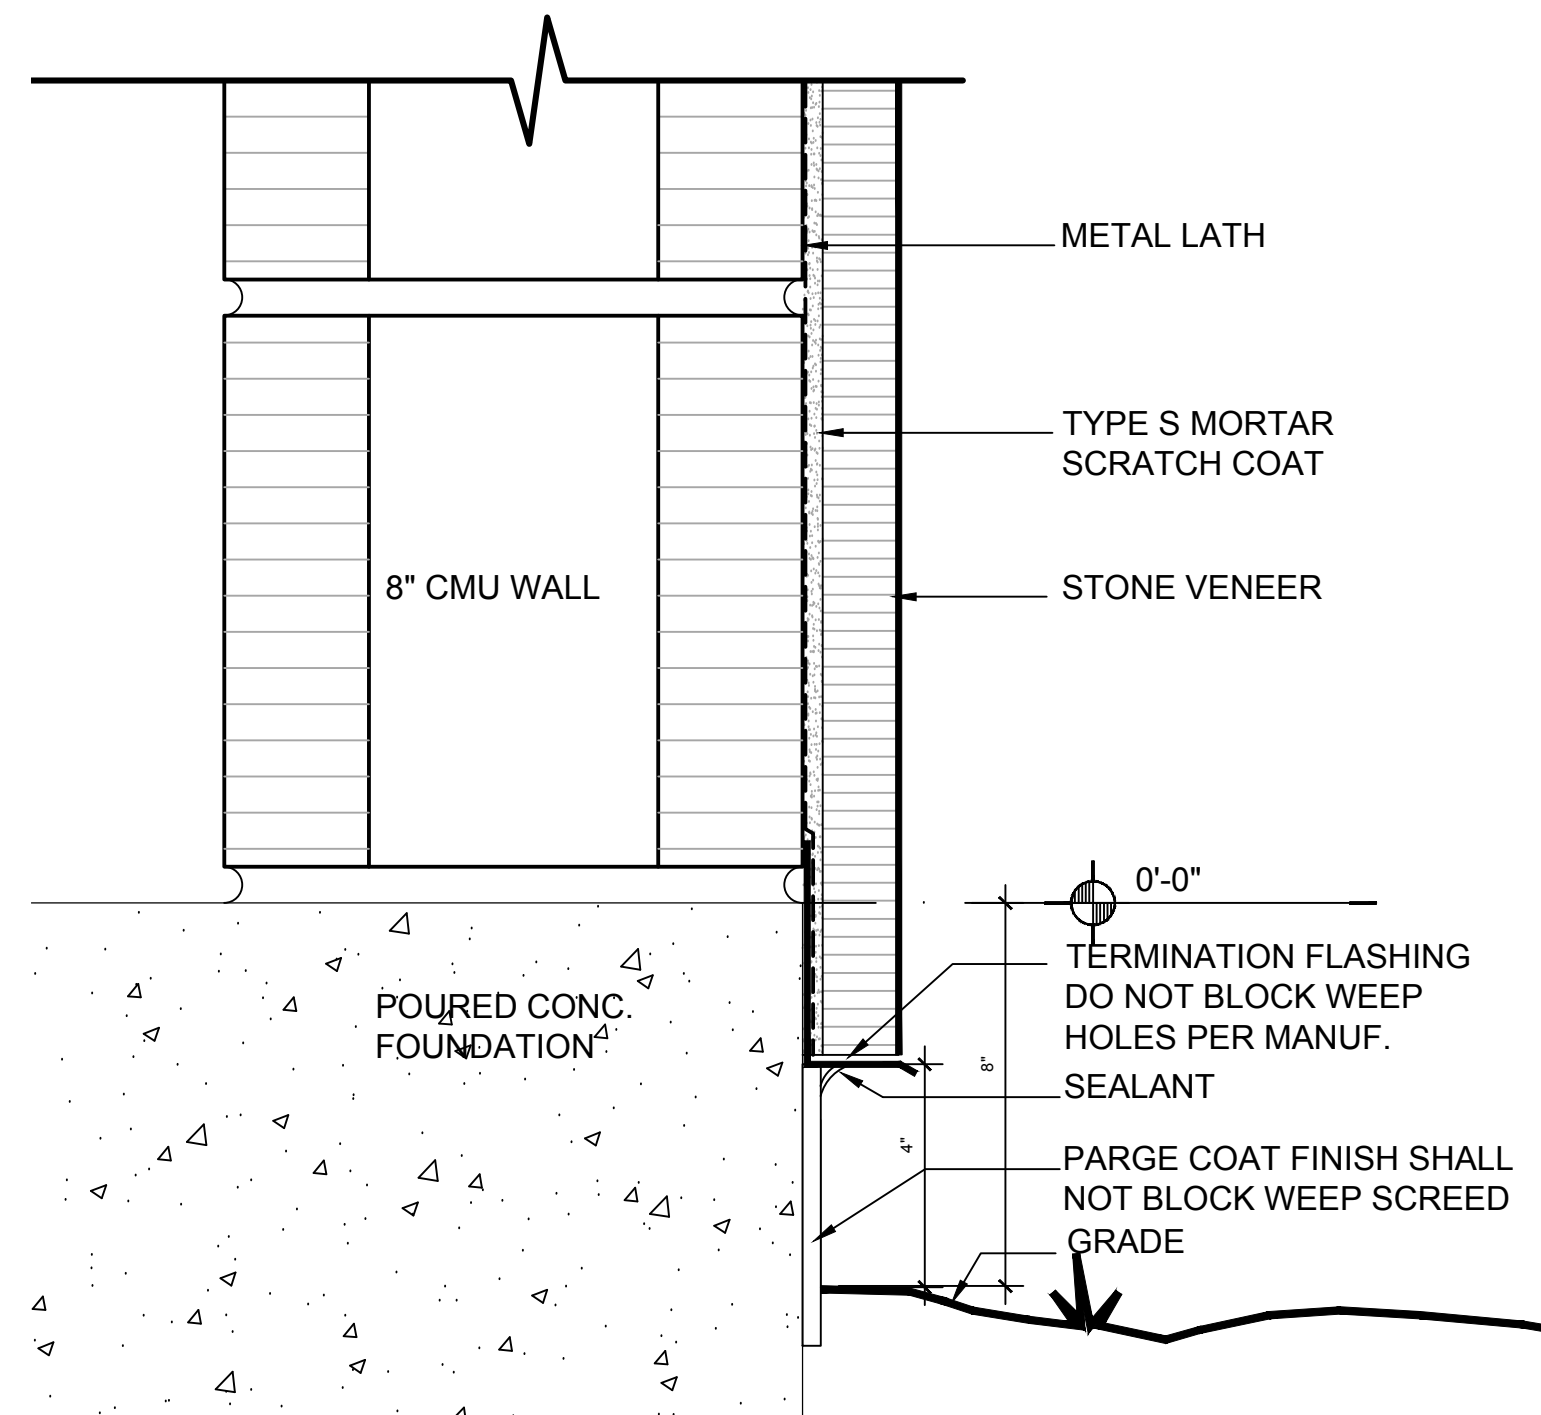 METAL LATH
TYPE S MORTAR
SCRATCH COAT
8" CMU WALL
STONE VENEER
0'-0"
TERMINATION FLASHING
DO NOT BLOCK WEEP
HOLES PER MANUF.
POURED CONC.
FOUNDATION
8"
SEALANT
4"
PARGE COAT FINISH SHALL
NOT BLOCK WEEP SCREED
GRADE